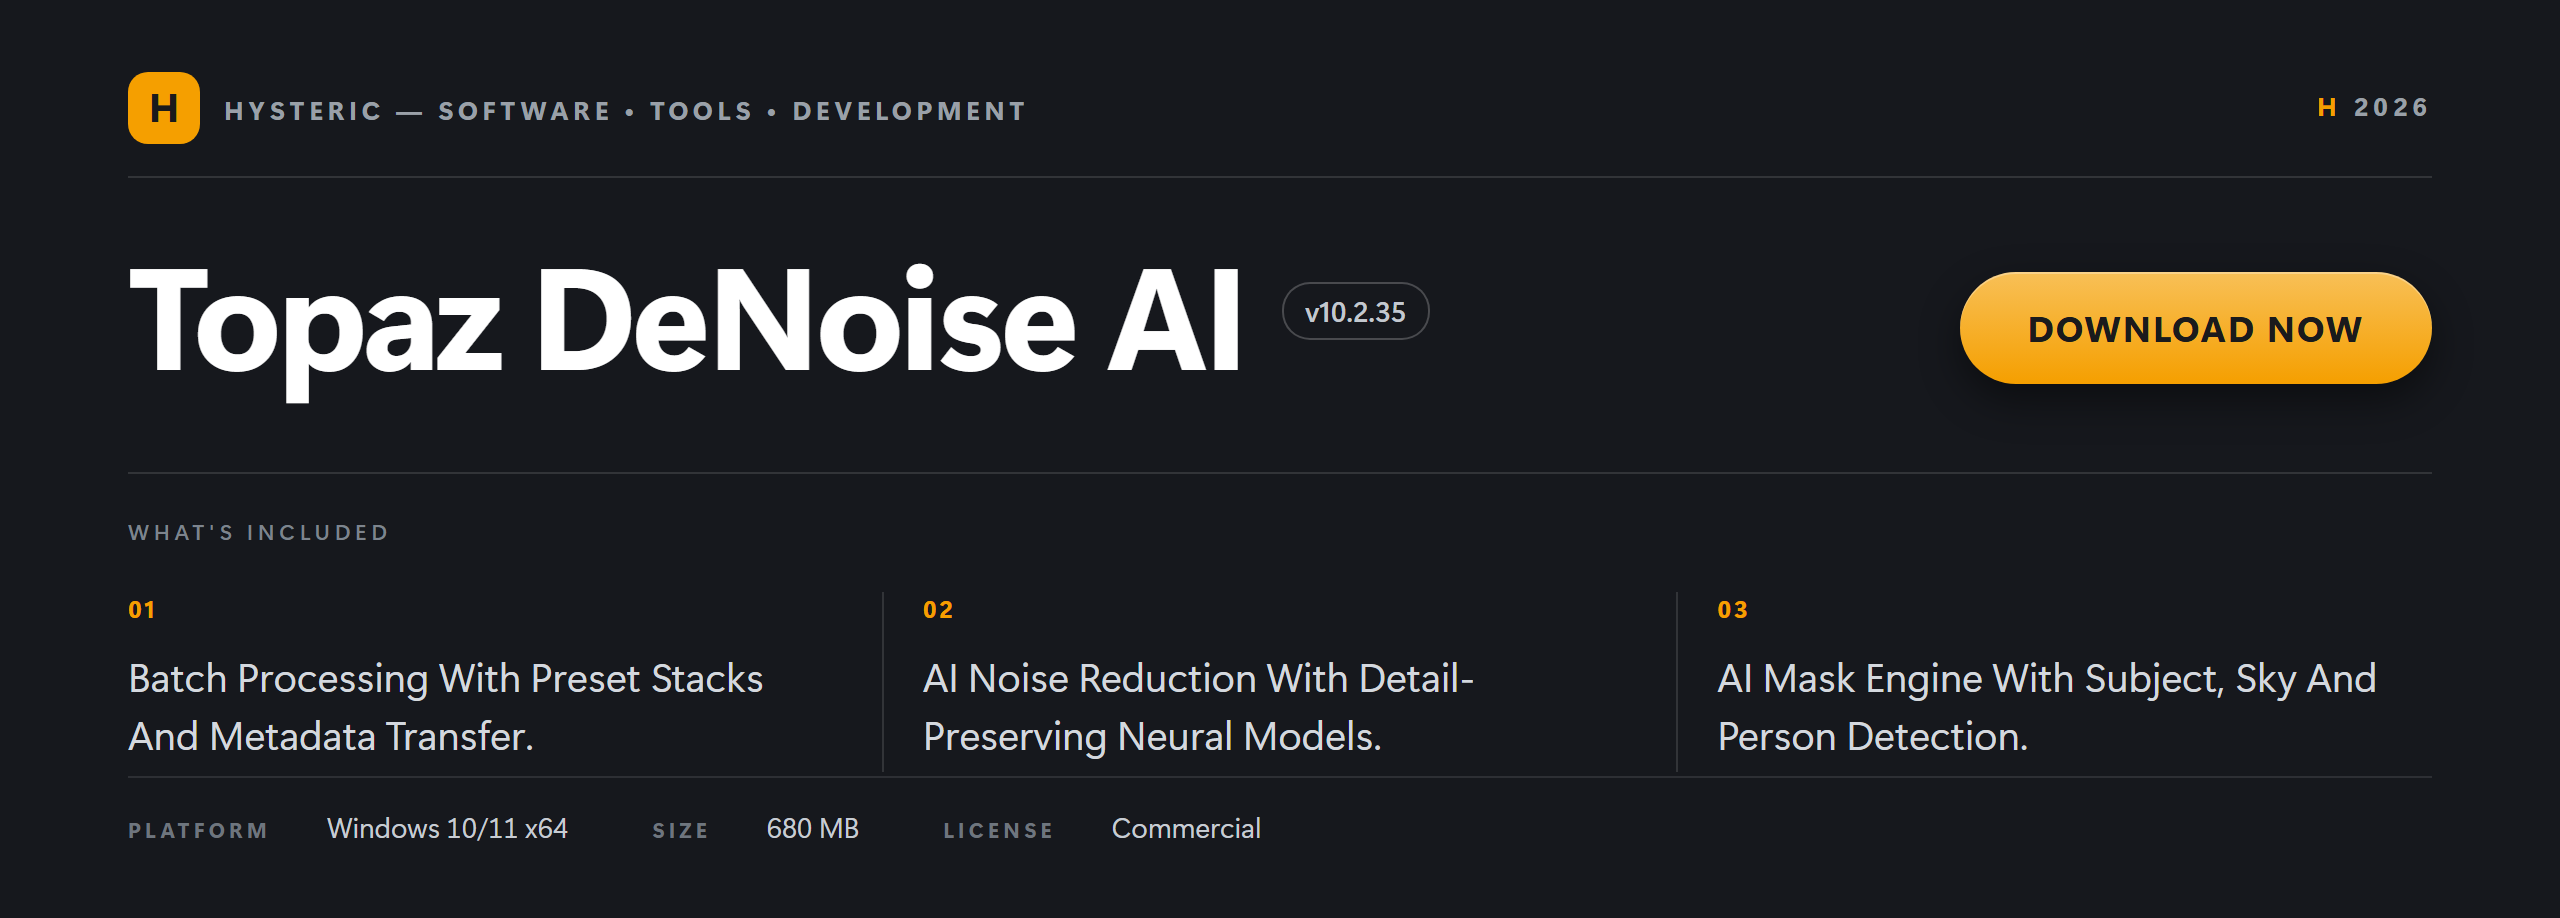 H HYSTERIC — SOFTWARE • TOOLS • DEVELOPMENT
H 2026
Topaz DeNoise AI v10.2.35
DOWNLOAD NOW
WHAT'S INCLUDED
01
Batch Processing With Preset Stacks
And Metadata Transfer.
02
AI Noise Reduction With Detail-
Preserving Neural Models.
03
AI Mask Engine With Subject, Sky And
Person Detection.
PLATFORM Windows 10/11 x64 SIZE 680 MB LICENSE Commercial